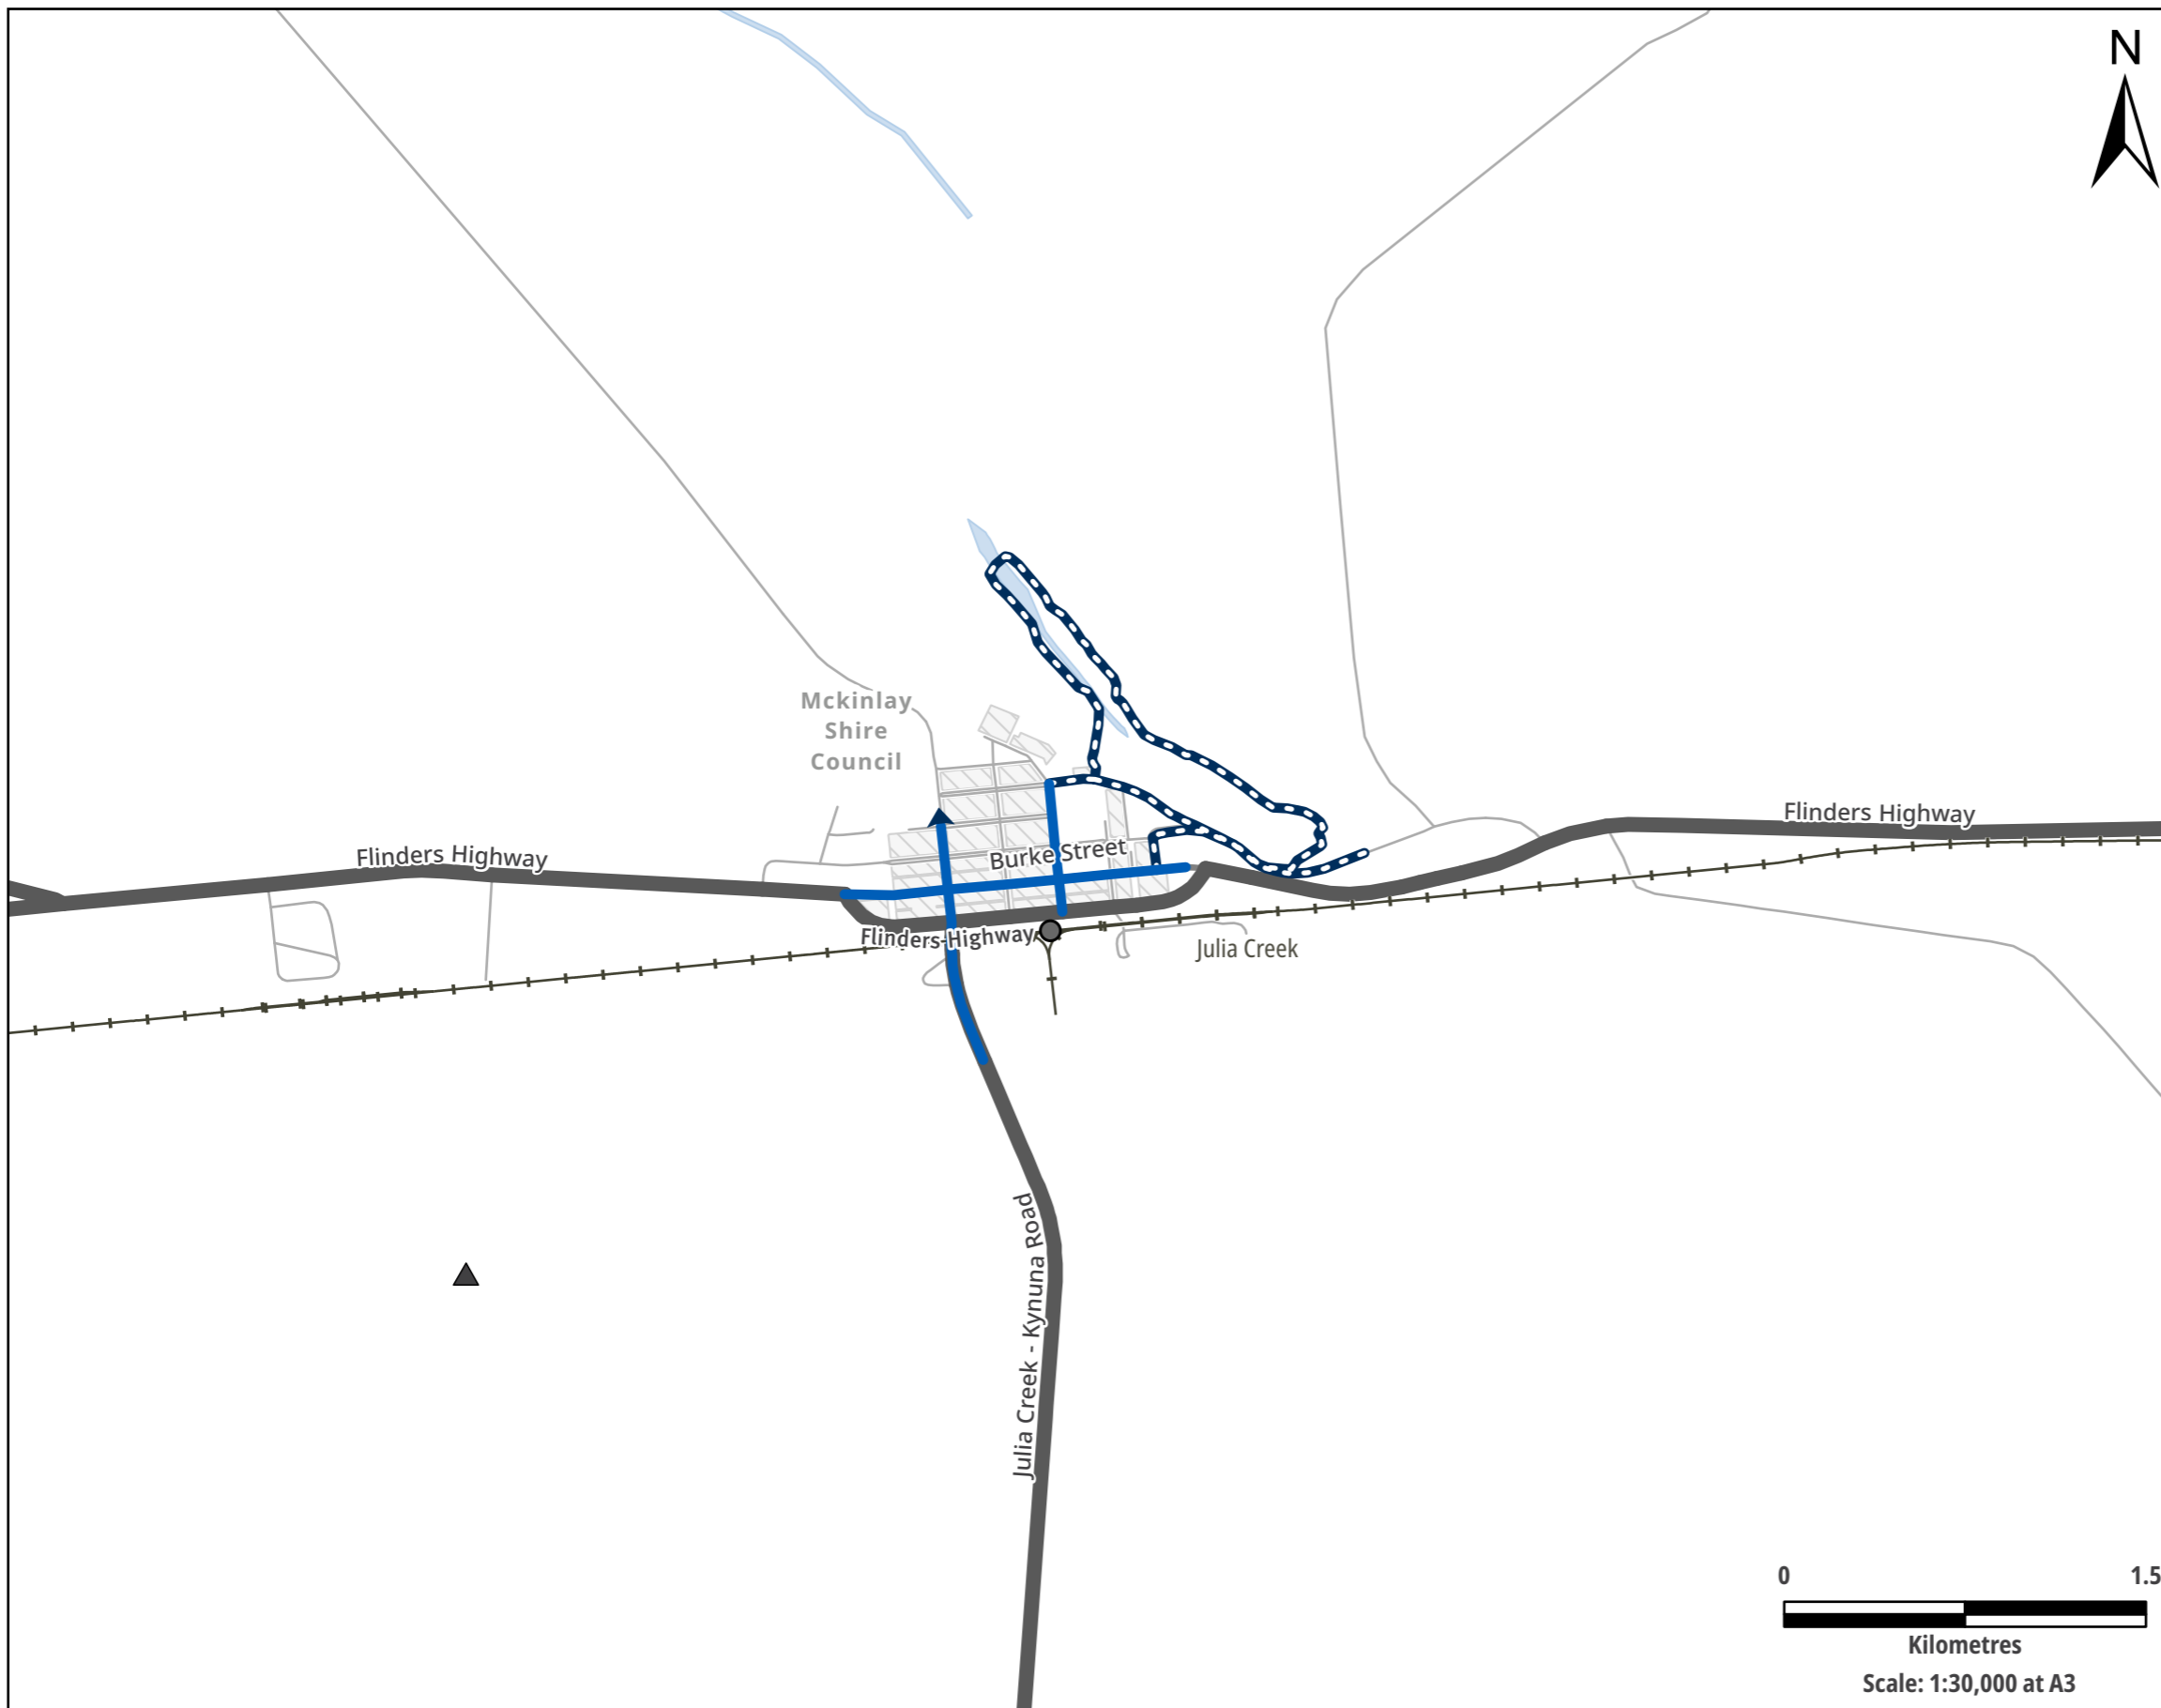 N
Mckinlay
Shire
Council
Flinders Highway
Burke Street
Flinders Highway
Flinders Highway
Julia Creek
Julia Creek - Kynuna Road
0
1.5
Kilometres
Scale: 1:30,000 at A3